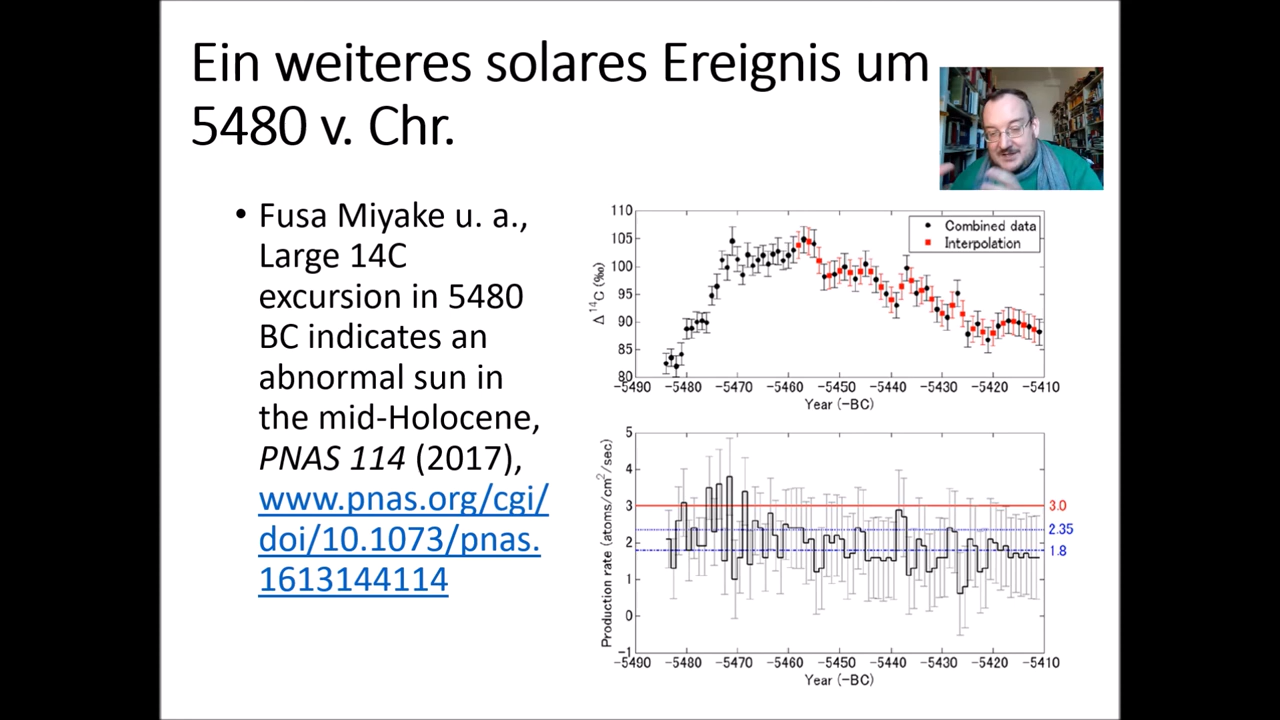 Ein weiteres solares Ereignis um
5480 v. Chr.
• Fusa Miyake u. a.,
Large 14C
excursion in 5480
BC indicates an
abnormal sun in
the mid-Holocene,
PNAS 114 (2017),
www.pnas.org/cgi/
doi/10.1073/pnas.
1613144114
110
105
100
95
90
85
80
Δ ¹⁴C (‰)
Combined data
Interpolation
-5490 -5480 -5470 -5460 -5450 -5440 -5430 -5420 -5410
Year (-BC)
5
4
3
2
1
0
-1
Production rate (atoms/cm²/sec)
3.0
2.35
1.8
-5490 -5480 -5470 -5460 -5450 -5440 -5430 -5420 -5410
Year (-BC)